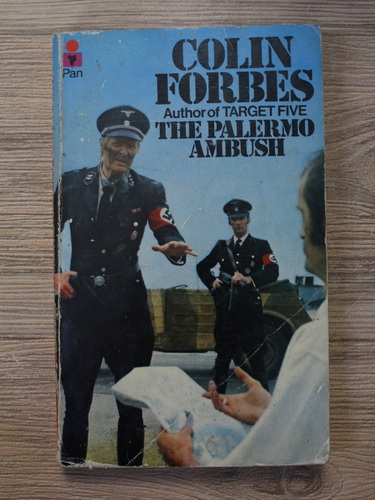 Pan
COLIN
FORBES
Author of TARGET FIVE
THE PALERMO
AMBUSH